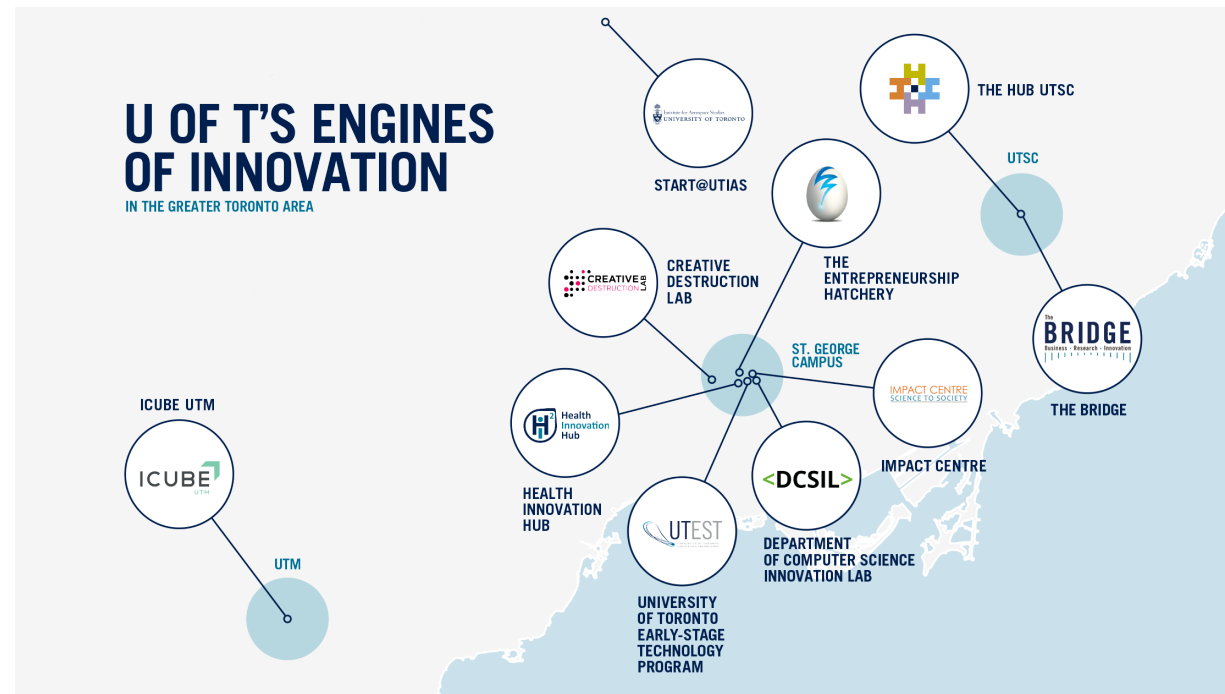 U OF T'S ENGINES
OF INNOVATION
IN THE GREATER TORONTO AREA
Institute for Aerospace Studies
UNIVERSITY OF TORONTO
START@UTIAS
THE HUB UTSC
UTSC
THE
ENTREPRENEURSHIP
HATCHERY
CREATIVE
DESTRUCTION
LAB
CREATIVE
DESTRUCTION
LAB
ST. GEORGE
CAMPUS
The
BRIDGE
Business • Research • Innovation
THE BRIDGE
IMPACT CENTRE
SCIENCE TO SOCIETY
IMPACT CENTRE
H2
Health
Innovation
Hub
HEALTH
INNOVATION
HUB
<DCSIL>
DEPARTMENT
OF COMPUTER SCIENCE
INNOVATION LAB
UTEST
UNIVERSITY
OF TORONTO
EARLY-STAGE
TECHNOLOGY
PROGRAM
ICUBE UTM
ICUBE
UTM
UTM